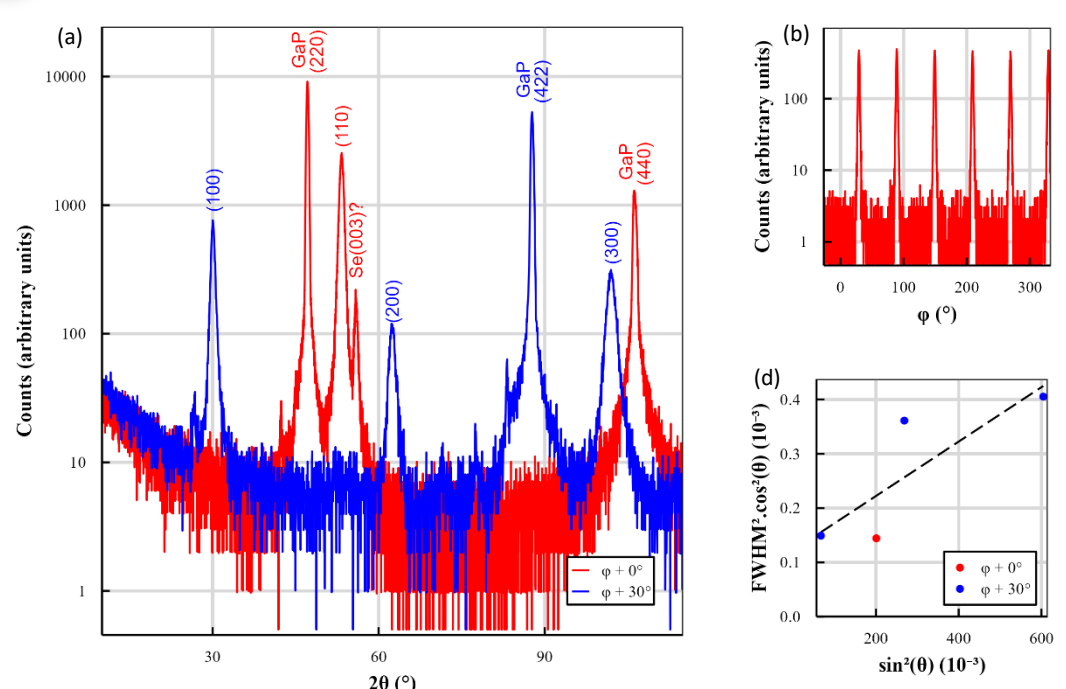 (a)
Counts (arbitrary units)
10000
1000
100
10
1
30
60
90
2θ (°)
(100)
GaP
(220)
(110)
Se(003)?
(200)
GaP
(422)
(300)
GaP
(440)
φ + 0°
φ + 30°
(b)
Counts (arbitrary units)
100
10
1
0
100
200
300
φ (°)
(d)
FWHM².cos²(θ) (10⁻³)
0.4
0.3
0.2
0.1
0.0
200
400
600
sin²(θ) (10⁻³)
φ + 0°
φ + 30°